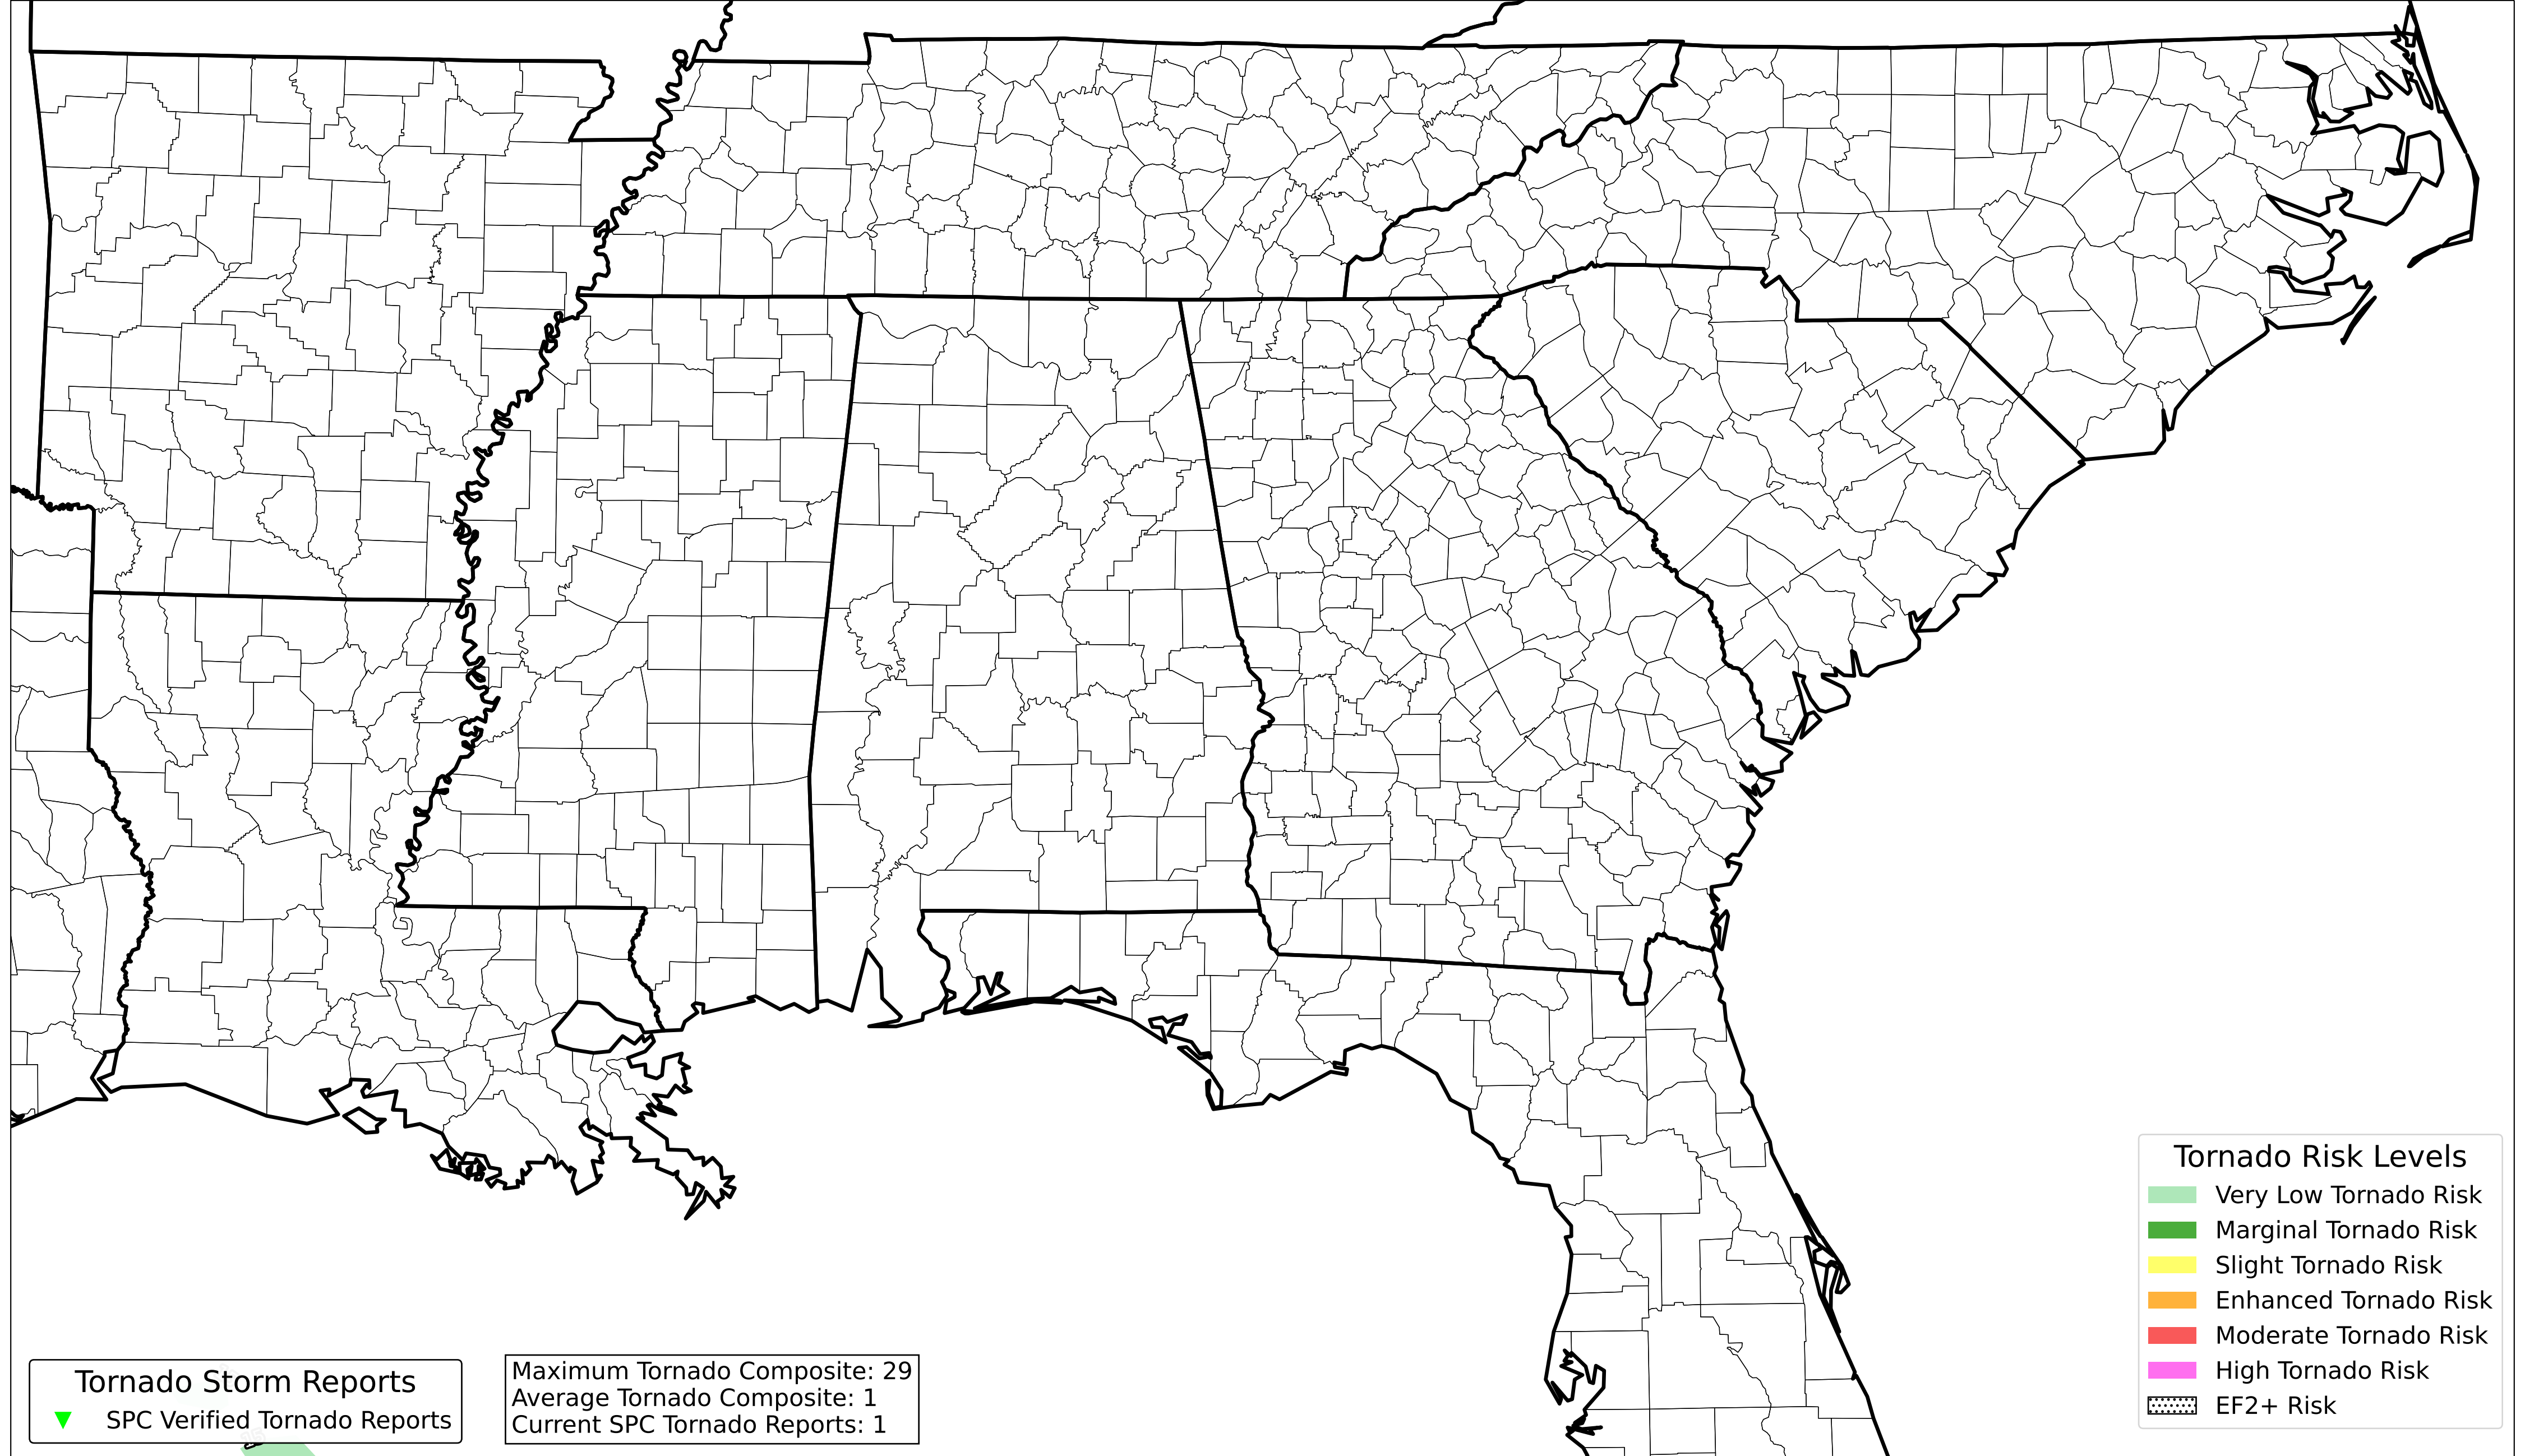 Tornado Storm Reports
SPC Verified Tornado Reports
Maximum Tornado Composite: 29
Average Tornado Composite: 1
Current SPC Tornado Reports: 1
Tornado Risk Levels
Very Low Tornado Risk
Marginal Tornado Risk
Slight Tornado Risk
Enhanced Tornado Risk
Moderate Tornado Risk
High Tornado Risk
EF2+ Risk